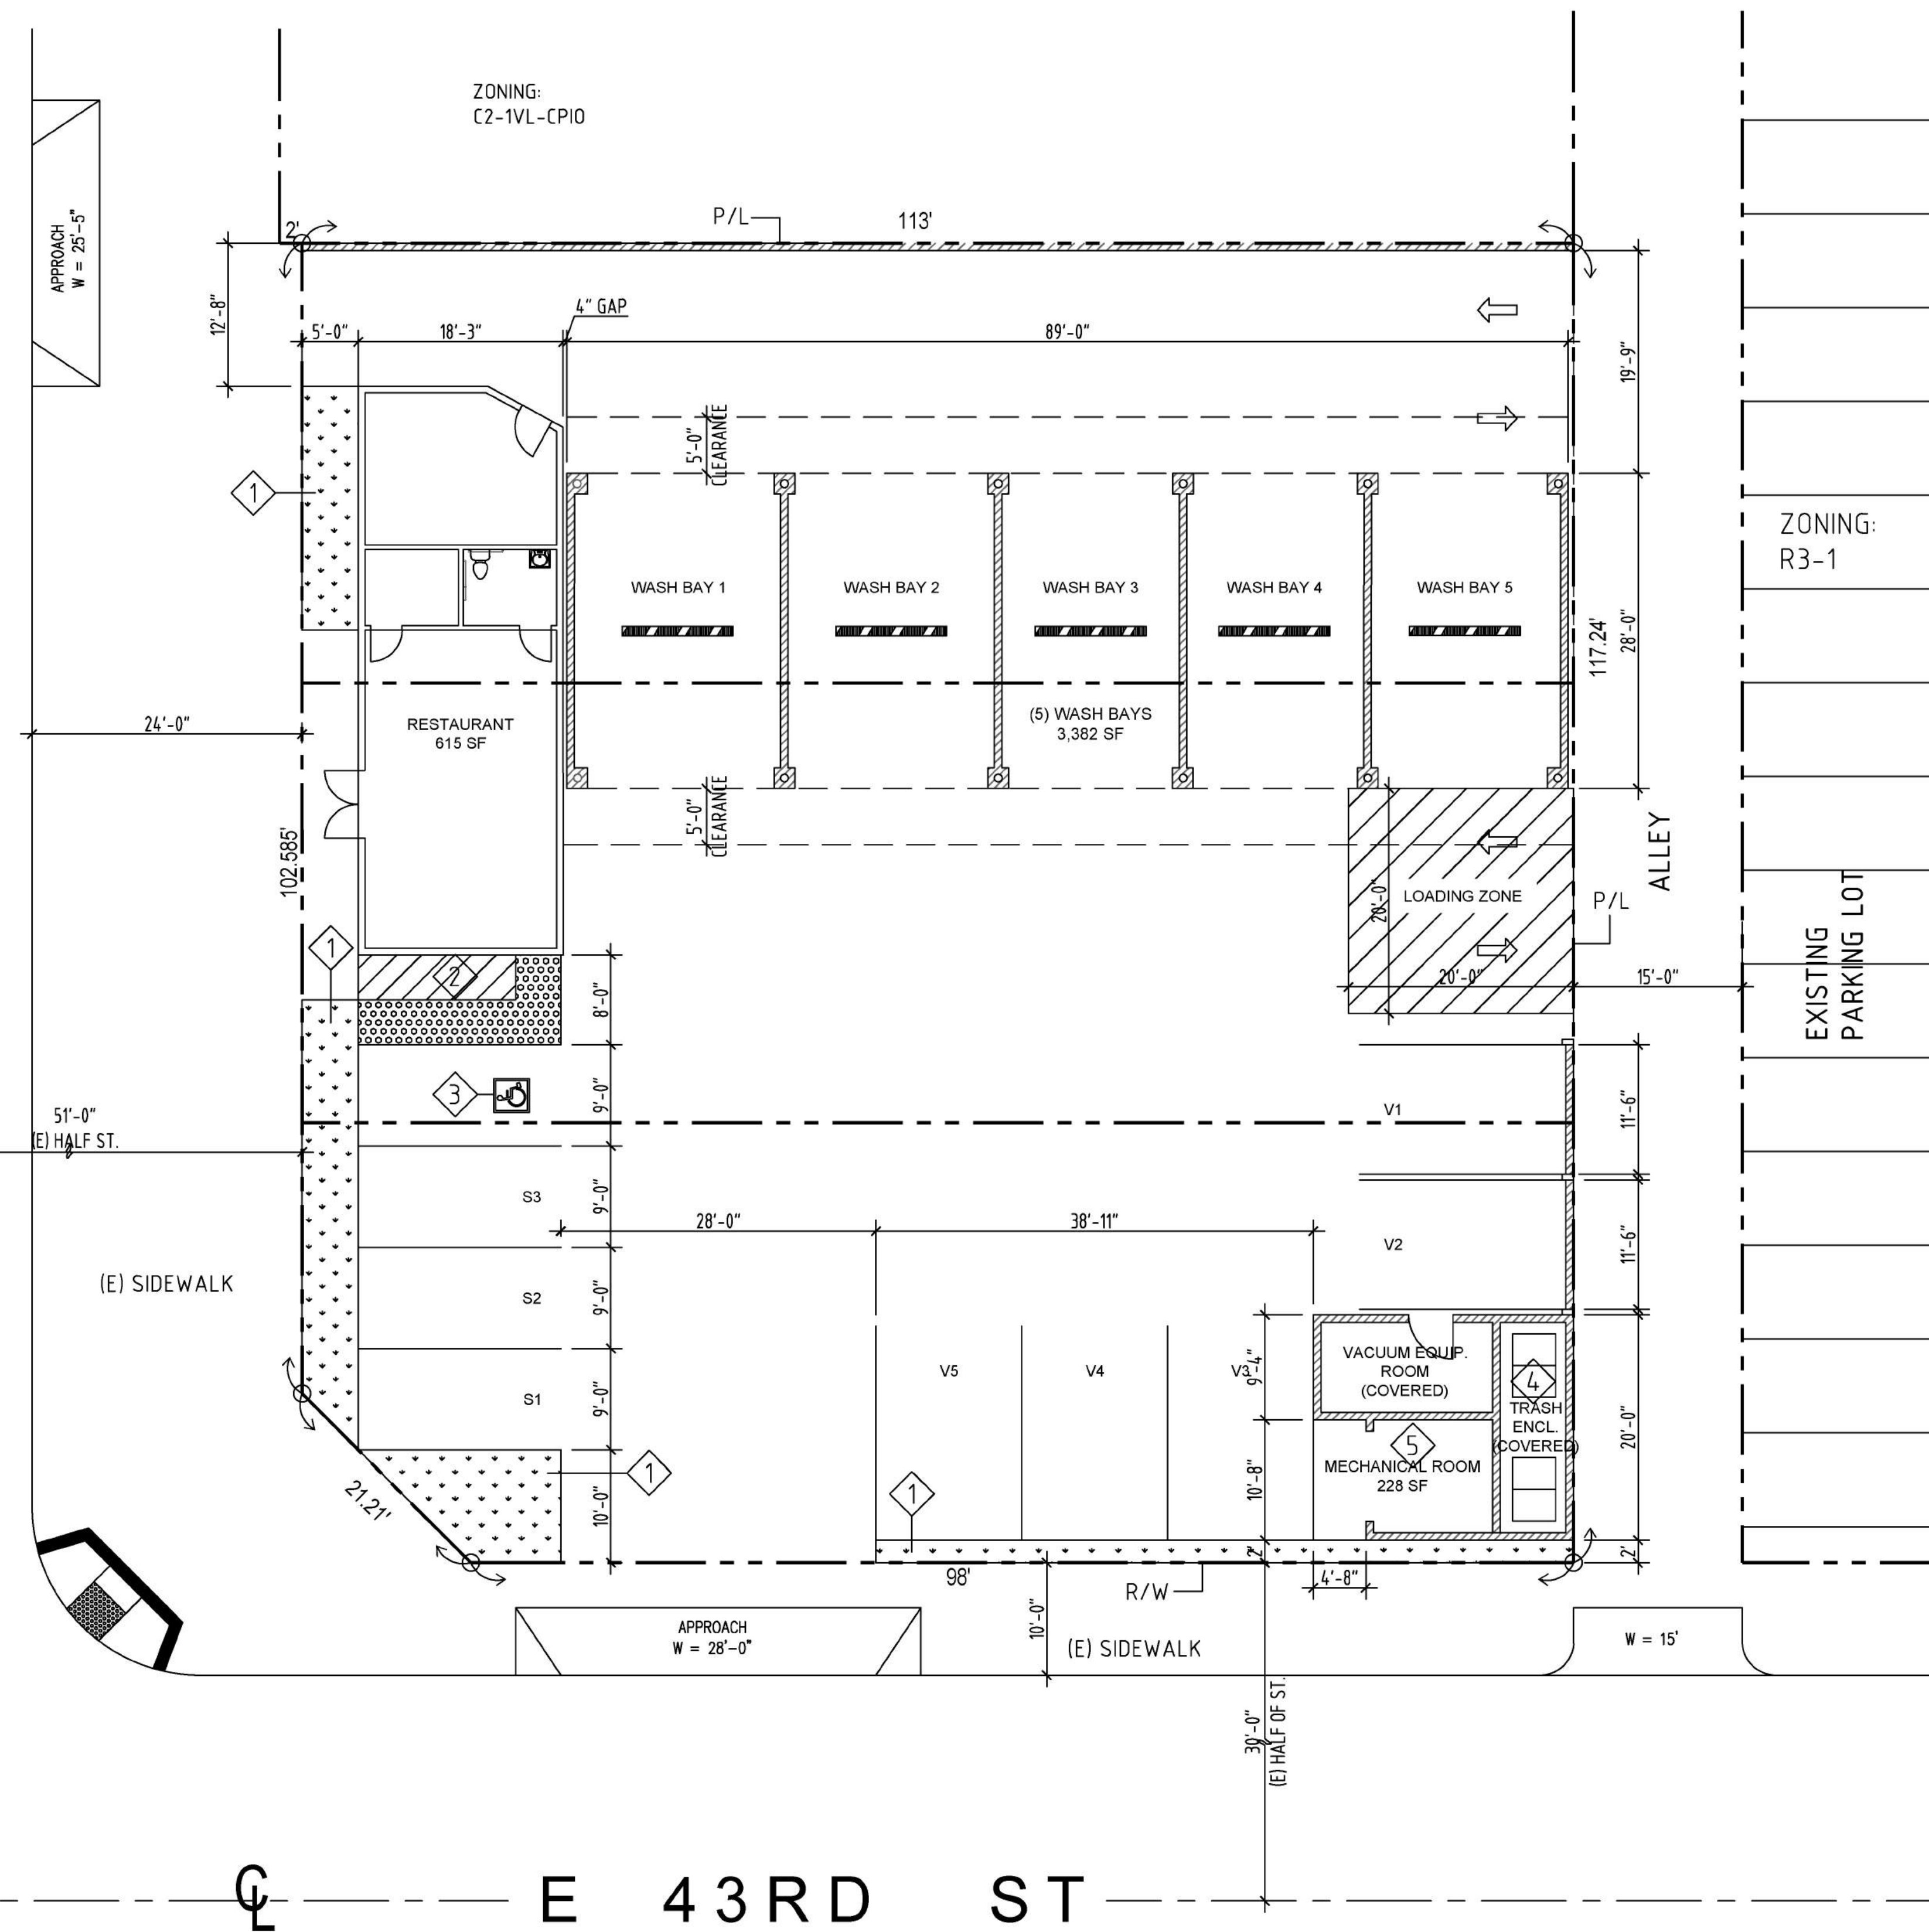 ZONING:
C2-1VL-CPIO
APPROACH
W = 25'-5"
2'
P/L
113'
12'-8"
4" GAP
5'-0"
18'-3"
89'-0"
19'-9"
5'-0"
CLEARANCE
1
ZONING:
R3-1
WASH BAY 1
WASH BAY 2
WASH BAY 3
WASH BAY 4
WASH BAY 5
117.24'
28'-0"
24'-0"
RESTAURANT
615 SF
(5) WASH BAYS
3,382 SF
5'-0"
CLEARANCE
102.585'
20'-0"
LOADING ZONE
P/L
ALLEY
EXISTING
PARKING LOT
1
2
8'-0"
20'-0"
15'-0"
3
9'-0"
51'-0"
(E) HALF ST.
V1
11'-6"
S3
9'-0"
28'-0"
38'-11"
V2
11'-6"
(E) SIDEWALK
S2
9'-0"
V5
V4
V3
9'-4"
VACUUM EQUIP.
ROOM
(COVERED)
4
TRASH
ENCL.
(COVERED)
S1
9'-0"
20'-0"
5
MECHANICAL ROOM
228 SF
10'-8"
21.21'
1
10'-0"
1
2'
2'
98'
R/W
4'-8"
10'-0"
APPROACH
W = 28'-0"
(E) SIDEWALK
W = 15'
30'-0"
(E) HALF OF ST.
CL
E 43RD ST